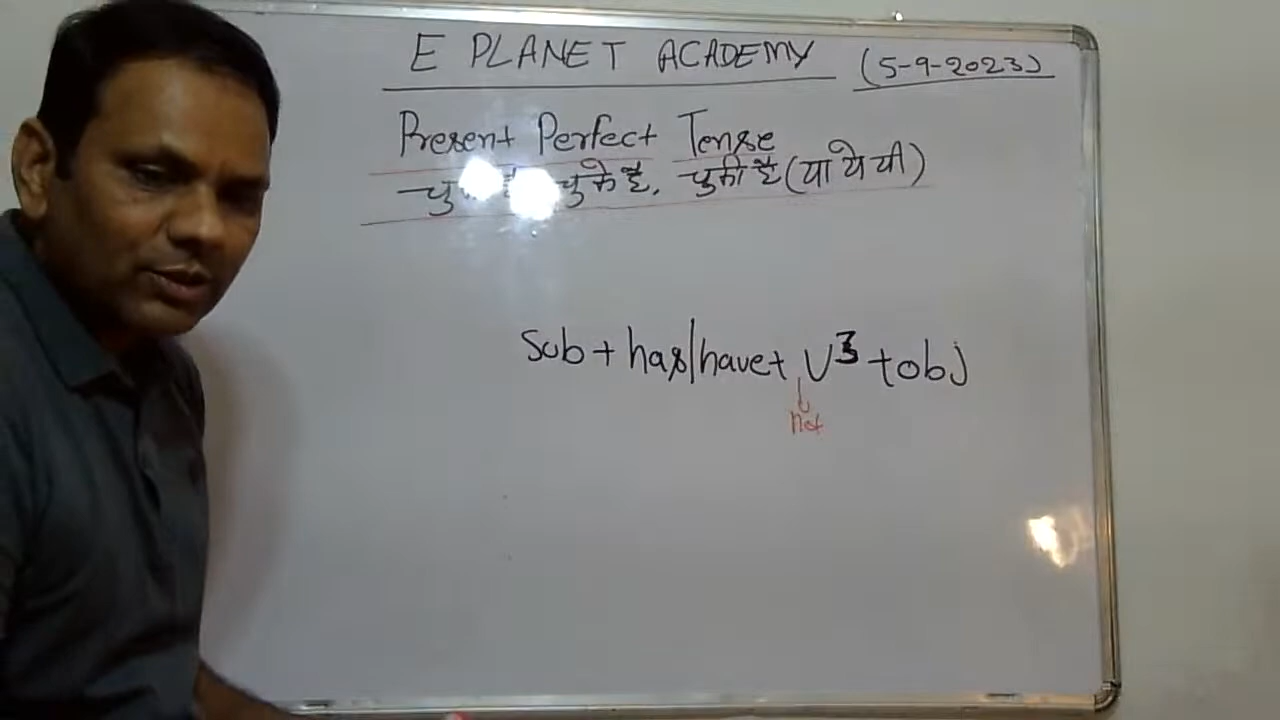 E PLANET ACADEMY (5-9-2023)
Present Perfect Tense
चुके है, चुकी है (या ये यी)
Sub + has|have + V3 + obj
not